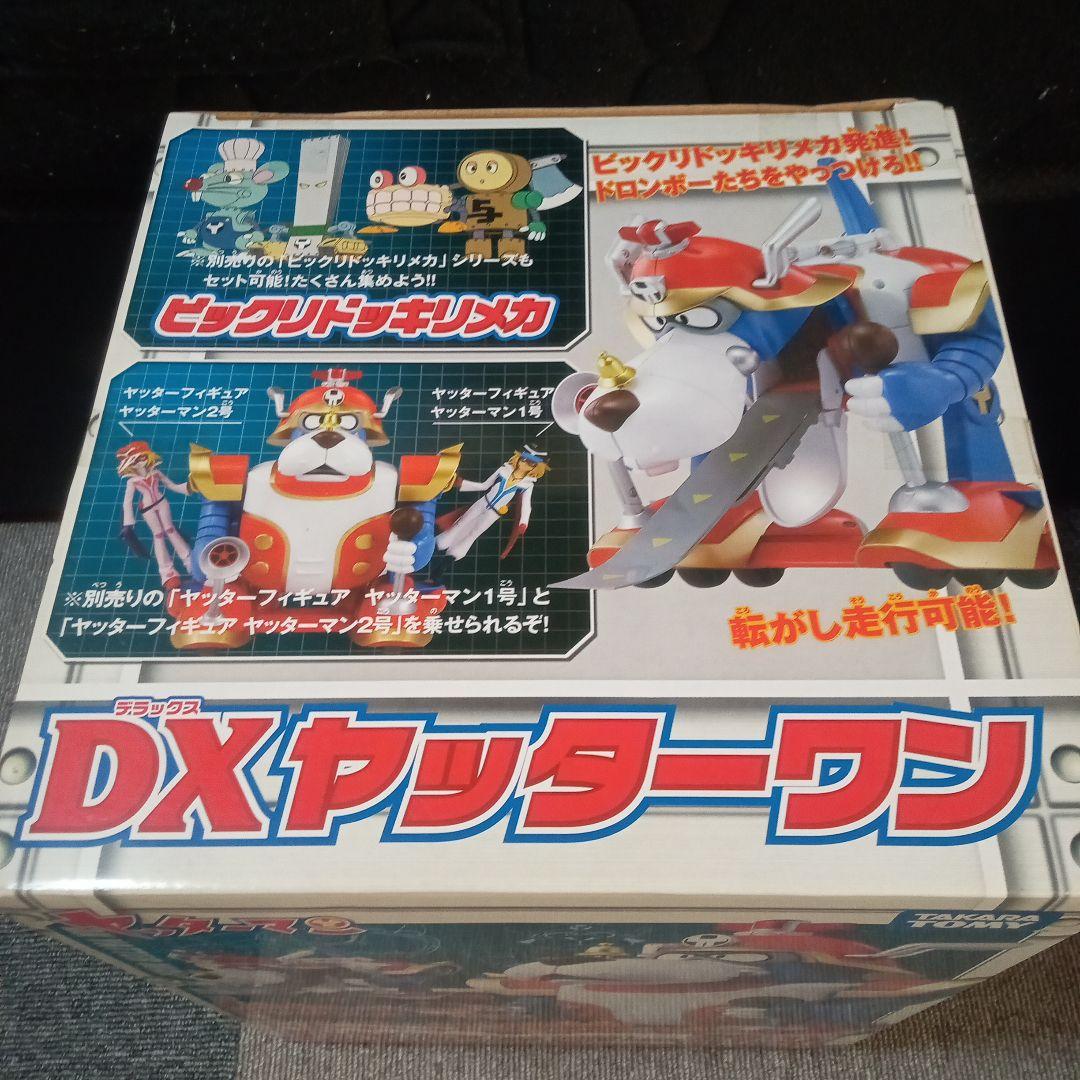 ※別売りの「ビックリドッキリメカ」シリーズも
セット可能!たくさん集めよう!!
ビックリドッキリメカ
ビックリドッキリメカ発進!
ドロンボーたちをやっつける!!
ヤッターフィギュア
ヤッターマン2号
ヤッターフィギュア
ヤッターマン1号
※別売りの「ヤッターフィギュア ヤッターマン1号」と
「ヤッターフィギュア ヤッターマン2号」を乗せられるぞ!
転がし走行可能!
デラックス
DXヤッターワン
ヤッターマン
TAKARA
TOMY